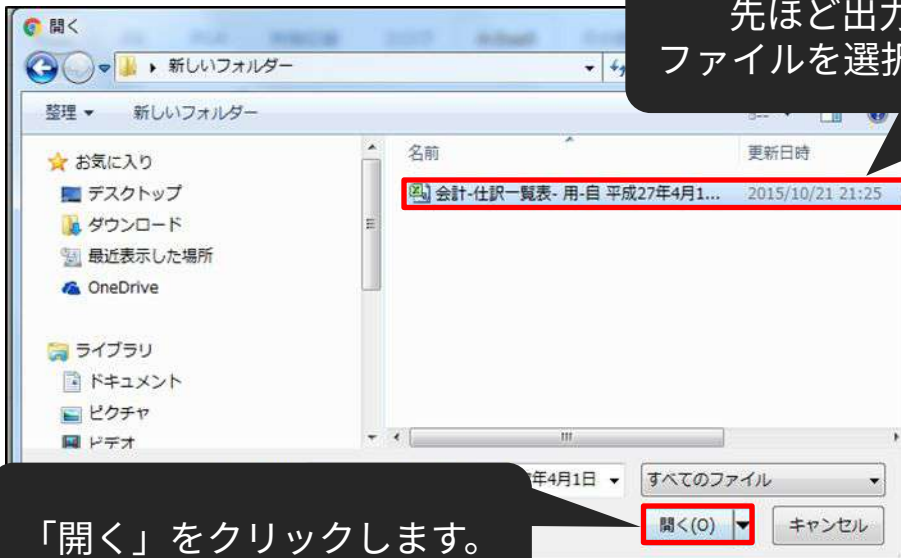 開く
先ほど出力
ファイルを選択
新しいフォルダー
整理 新しいフォルダー
お気に入り
デスクトップ
ダウンロード
最近表示した場所
OneDrive
ライブラリ
ドキュメント
ピクチャ
ビデオ
名前 更新日時
会計-仕訳一覧表- 用-自 平成27年4月1... 2015/10/21 21:25
年4月1日 すべてのファイル
開く(O) キャンセル
「開く」をクリックします。